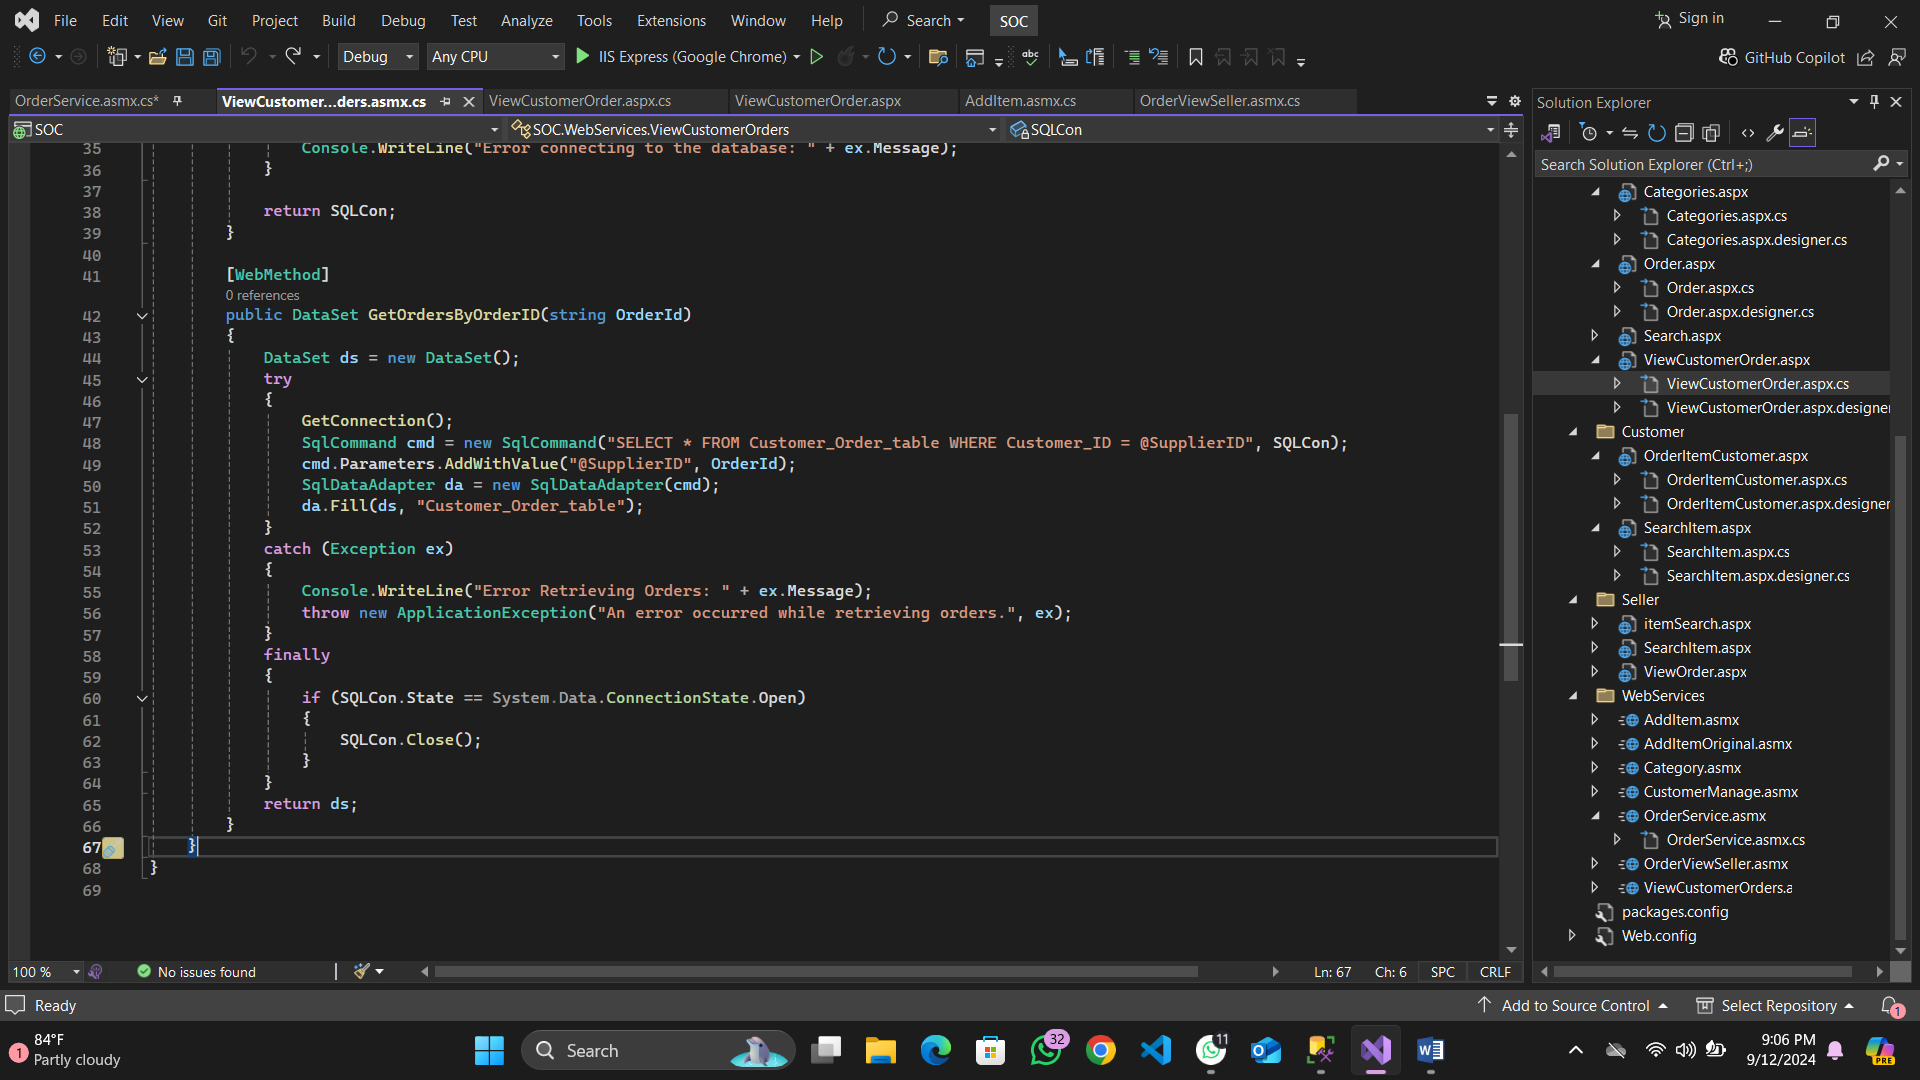 File Edit View Git Project Build Debug Test Analyze Tools Extensions Window Help Search SOC Sign in
Debug Any CPU IIS Express (Google Chrome) GitHub Copilot
OrderService.asmx.cs* ViewCustomer...ders.asmx.cs ViewCustomerOrder.aspx.cs ViewCustomerOrder.aspx AddItem.asmx.cs OrderViewSeller.asmx.cs
SOC SOC.WebServices.ViewCustomerOrders SQLCon
35 Console.WriteLine("Error connecting to the database: " + ex.Message);
36 }
37
38 return SQLCon;
39 }
40
41 [WebMethod]
0 references
42 public DataSet GetOrdersByOrderID(string OrderId)
43 {
44 DataSet ds = new DataSet();
45 try
46 {
47 GetConnection();
48 SqlCommand cmd = new SqlCommand("SELECT * FROM Customer_Order_table WHERE Customer_ID = @SupplierID", SQLCon);
49 cmd.Parameters.AddWithValue("@SupplierID", OrderId);
50 SqlDataAdapter da = new SqlDataAdapter(cmd);
51 da.Fill(ds, "Customer_Order_table");
52 }
53 catch (Exception ex)
54 {
55 Console.WriteLine("Error Retrieving Orders: " + ex.Message);
56 throw new ApplicationException("An error occurred while retrieving orders.", ex);
57 }
58 finally
59 {
60 if (SQLCon.State == System.Data.ConnectionState.Open)
61 {
62 SQLCon.Close();
63 }
64 }
65 return ds;
66 }
67 }
68 }
69
100 % No issues found Ln: 67 Ch: 6 SPC CRLF
Solution Explorer
Search Solution Explorer (Ctrl+;)
Categories.aspx
Categories.aspx.cs
Categories.aspx.designer.cs
Order.aspx
Order.aspx.cs
Order.aspx.designer.cs
Search.aspx
ViewCustomerOrder.aspx
ViewCustomerOrder.aspx.cs
ViewCustomerOrder.aspx.designer
Customer
OrderItemCustomer.aspx
OrderItemCustomer.aspx.cs
OrderItemCustomer.aspx.designer
SearchItem.aspx
SearchItem.aspx.cs
SearchItem.aspx.designer.cs
Seller
itemSearch.aspx
SearchItem.aspx
ViewOrder.aspx
WebServices
AddItem.asmx
AddItemOriginal.asmx
Category.asmx
CustomerManage.asmx
OrderService.asmx
OrderService.asmx.cs
OrderViewSeller.asmx
ViewCustomerOrders.a
packages.config
Web.config
Ready Add to Source Control Select Repository 1
1 84°F
Partly cloudy
Search 32 11
9:06 PM
9/12/2024
PRE